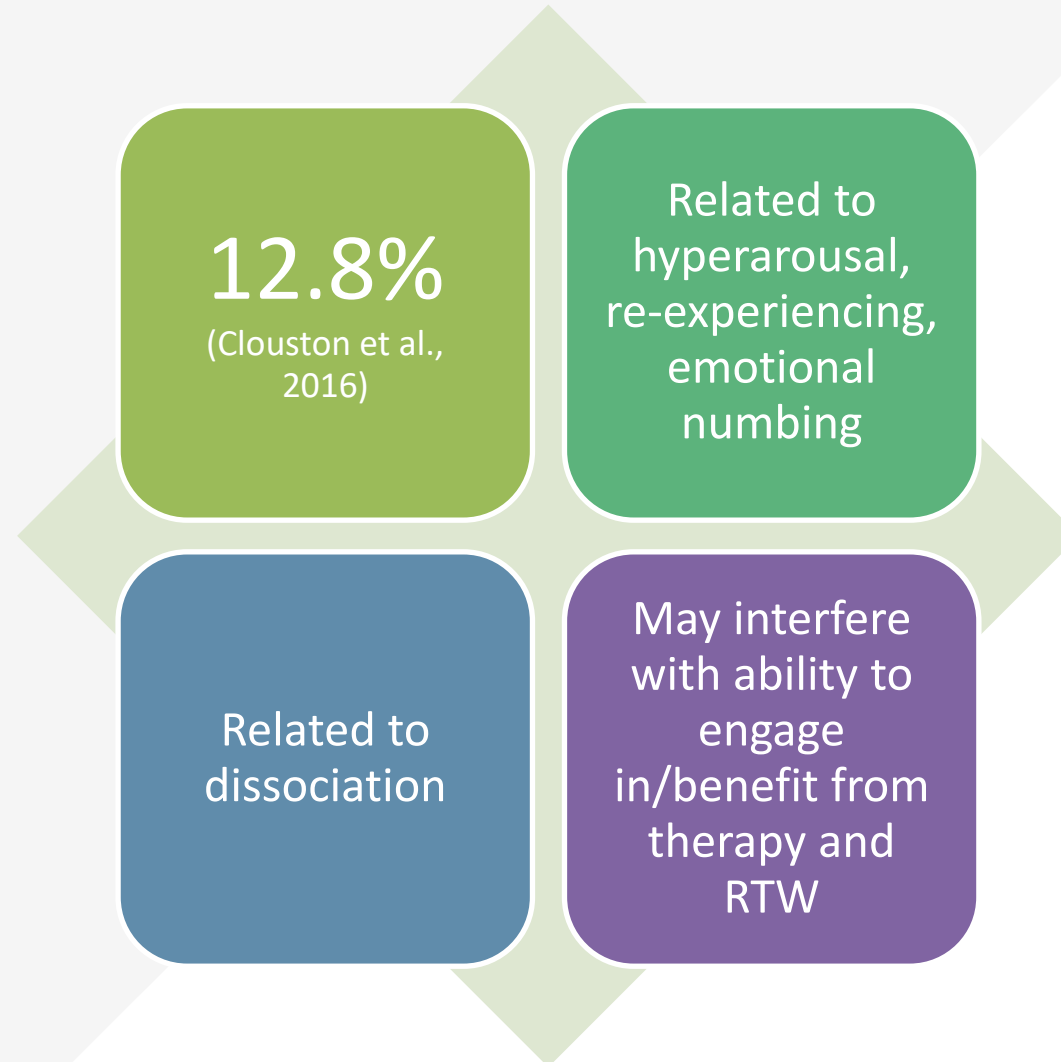 12.8%
(Clouston et al.,
2016)
Related to
hyperarousal,
re-experiencing,
emotional
numbing
Related to
dissociation
May interfere
with ability to
engage
in/benefit from
therapy and
RTW